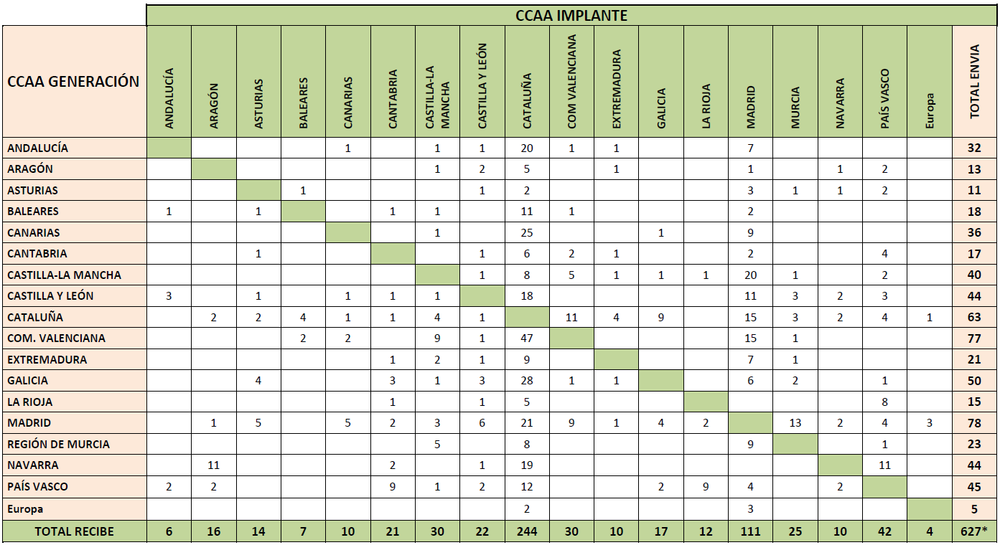 CCAA IMPLANTE
CCAA GENERACIÓN ANDALUCÍA ARAGÓN ASTURIAS BALEARES CANARIAS CANTABRIA CASTILLA-LA MANCHA CASTILLA Y LEÓN CATALUÑA COM VALENCIANA EXTREMADURA GALICIA LA RIOJA MADRID MURCIA NAVARRA PAÍS VASCO Europa TOTAL ENVIA
ANDALUCÍA 1 1 1 20 1 1 7 32
ARAGÓN 1 2 5 1 1 1 2 13
ASTURIAS 1 1 2 3 1 1 2 11
BALEARES 1 1 1 1 11 1 2 18
CANARIAS 1 25 1 9 36
CANTABRIA 1 1 6 2 1 2 4 17
CASTILLA-LA MANCHA 1 8 5 1 1 1 20 1 2 40
CASTILLA Y LEÓN 3 1 1 1 1 18 11 3 2 3 44
CATALUÑA 2 2 4 1 1 4 1 11 4 9 15 3 2 4 1 63
COM. VALENCIANA 2 2 9 1 47 15 1 77
EXTREMADURA 1 2 1 9 7 1 21
GALICIA 4 3 1 3 28 1 1 6 2 1 50
LA RIOJA 1 1 5 8 15
MADRID 1 5 5 2 3 6 21 9 1 4 2 13 2 4 3 78
REGIÓN DE MURCIA 5 8 9 1 23
NAVARRA 11 2 1 19 11 44
PAÍS VASCO 2 2 9 1 2 12 2 9 4 2 45
Europa 2 3 5
TOTAL RECIBE 6 16 14 7 10 21 30 22 244 30 10 17 12 111 25 10 42 4 627*